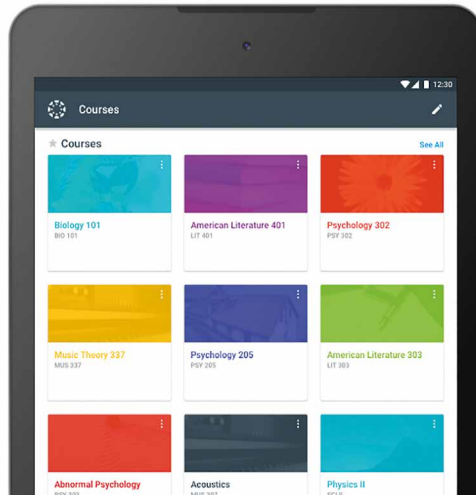 12:30
Courses
Courses
See All
Biology 101
BIO 101
American Literature 401
LIT 401
Psychology 302
PSY 302
Music Theory 337
MUS 337
Psychology 205
PSY 205
American Literature 303
LIT 303
Abnormal Psychology
Acoustics
Physics II